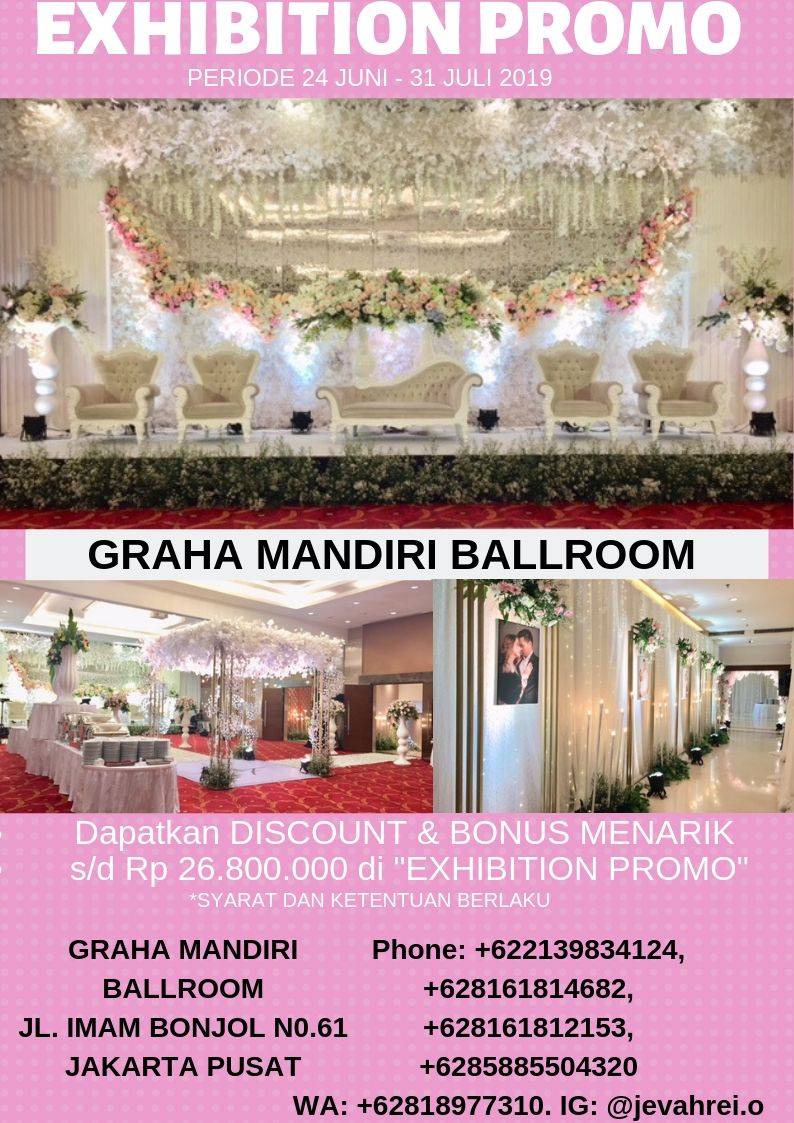 EXHIBITION PROMO
PERIODE 24 JUNI - 31 JULI 2019
GRAHA MANDIRI BALLROOM
Dapatkan DISCOUNT & BONUS MENARIK
s/d Rp 26.800.000 di "EXHIBITION PROMO"
*SYARAT DAN KETENTUAN BERLAKU
GRAHA MANDIRI
BALLROOM
JL. IMAM BONJOL N0.61
JAKARTA PUSAT
Phone: +622139834124,
+628161814682,
+628161812153,
+6285885504320
WA: +62818977310. IG: @jevahrei.o